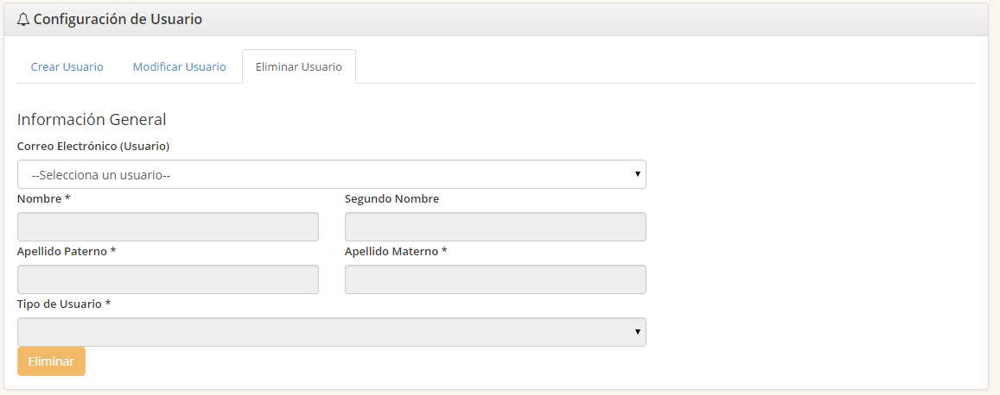 Configuración de Usuario
Crear Usuario Modificar Usuario Eliminar Usuario
Información General
Correo Electrónico (Usuario)
--Selecciona un usuario--
Nombre * Segundo Nombre
Apellido Paterno * Apellido Materno *
Tipo de Usuario *
Eliminar